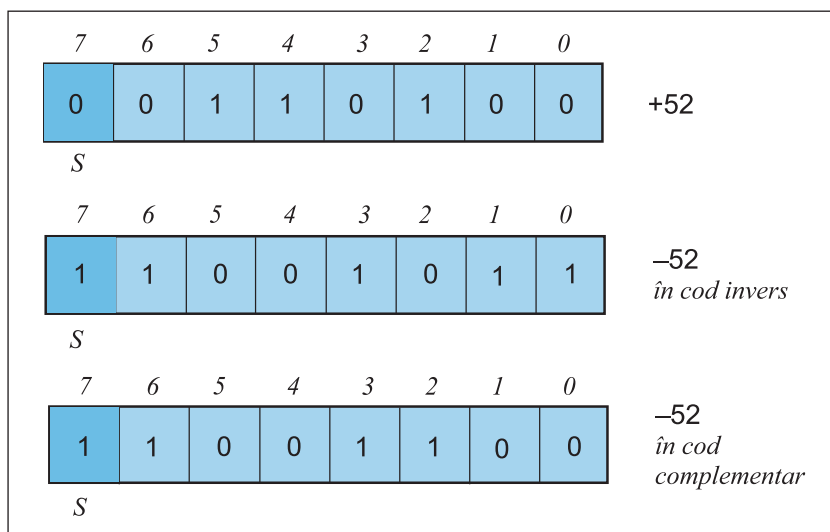 7 6 5 4 3 2 1 0
0 0 1 1 0 1 0 0 +52
S
7 6 5 4 3 2 1 0
1 1 0 0 1 0 1 1 –52
în cod invers
S
7 6 5 4 3 2 1 0
1 1 0 0 1 1 0 0 –52
în cod
complementar
S